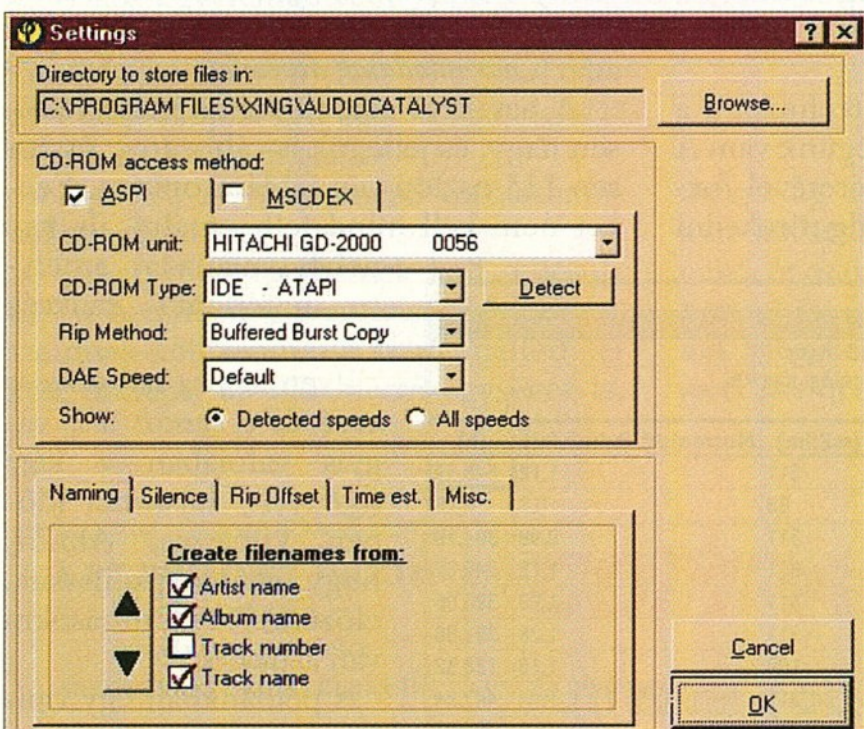 Settings
Directory to store files in:
C:\PROGRAM FILES\XING\AUDIOCATALYST
Browse...
CD-ROM access method:
ASPI
MSCDEX
CD-ROM unit: HITACHI GD-2000 0056
CD-ROM Type: IDE - ATAPI
Detect
Rip Method: Buffered Burst Copy
DAE Speed: Default
Show: Detected speeds All speeds
Naming Silence Rip Offset Time est. Misc.
Create filenames from:
Artist name
Album name
Track number
Track name
Cancel
OK